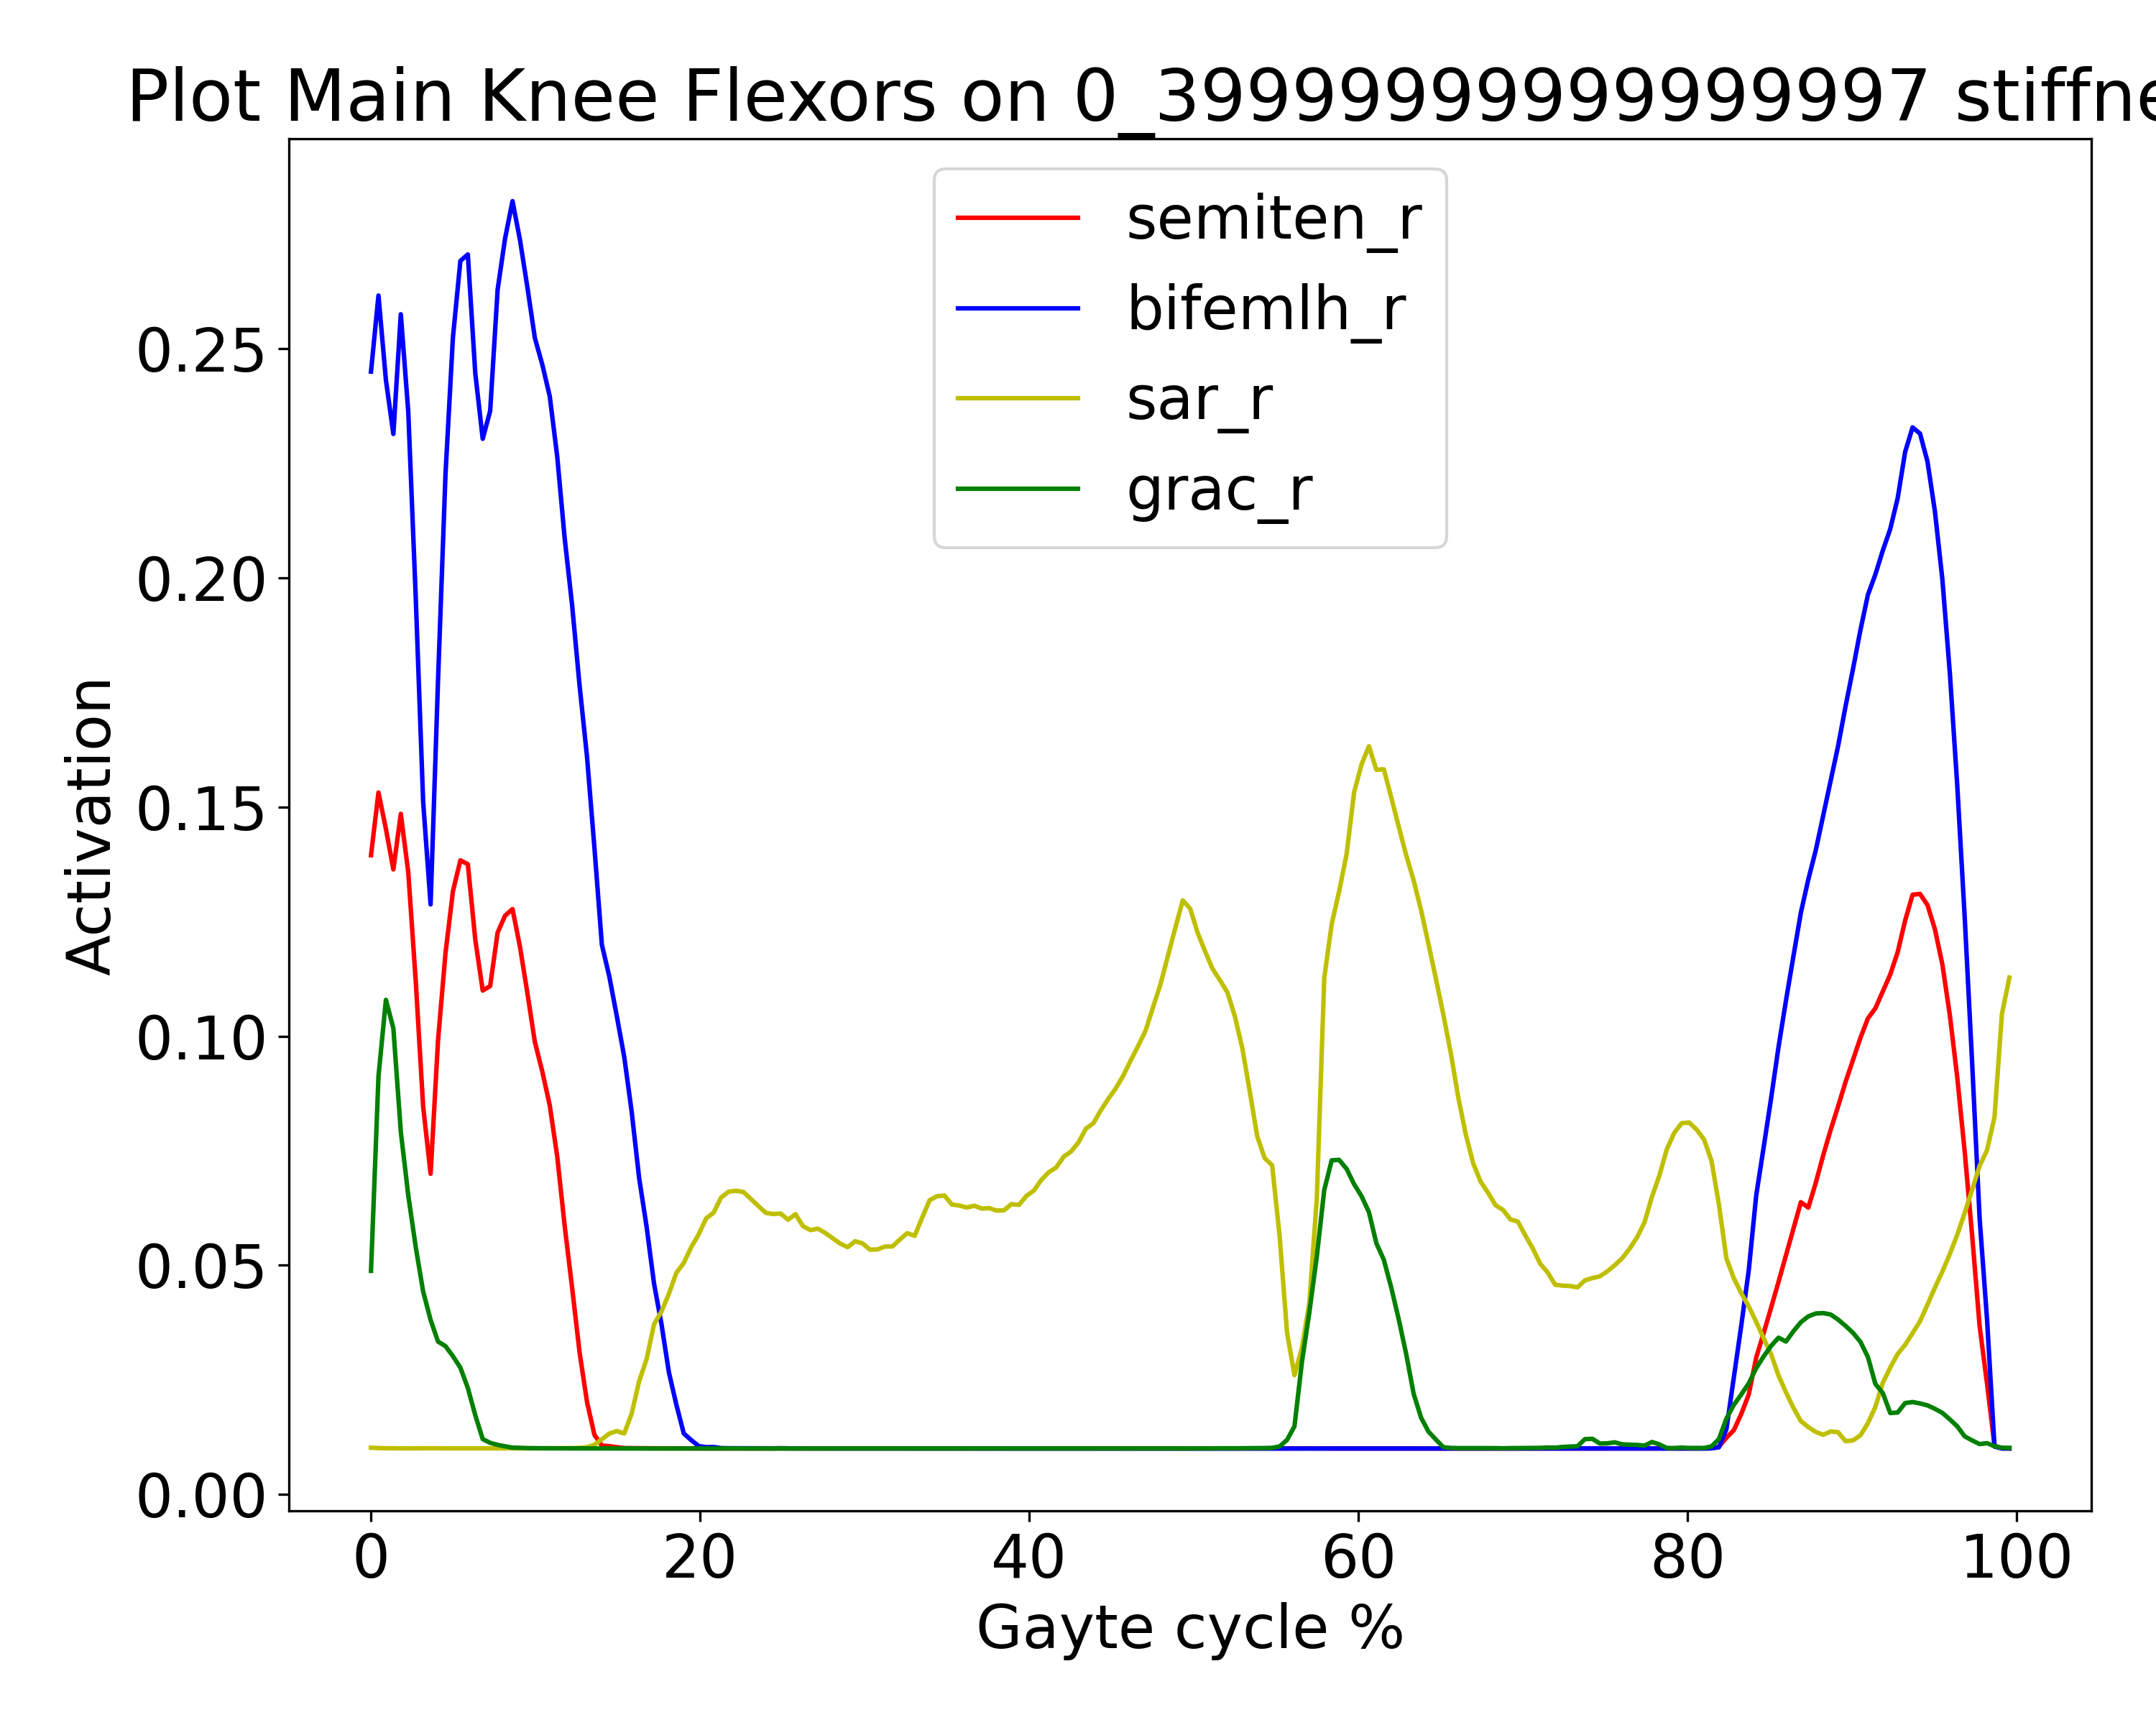 Plot Main Knee Flexors on 0_39999999999999997 stiffne
semiten_r
bifemlh_r
sar_r
grac_r
0.25
0.20
0.15
0.10
0.05
0.00
Activation
0 20 40 60 80 100
Gayte cycle %